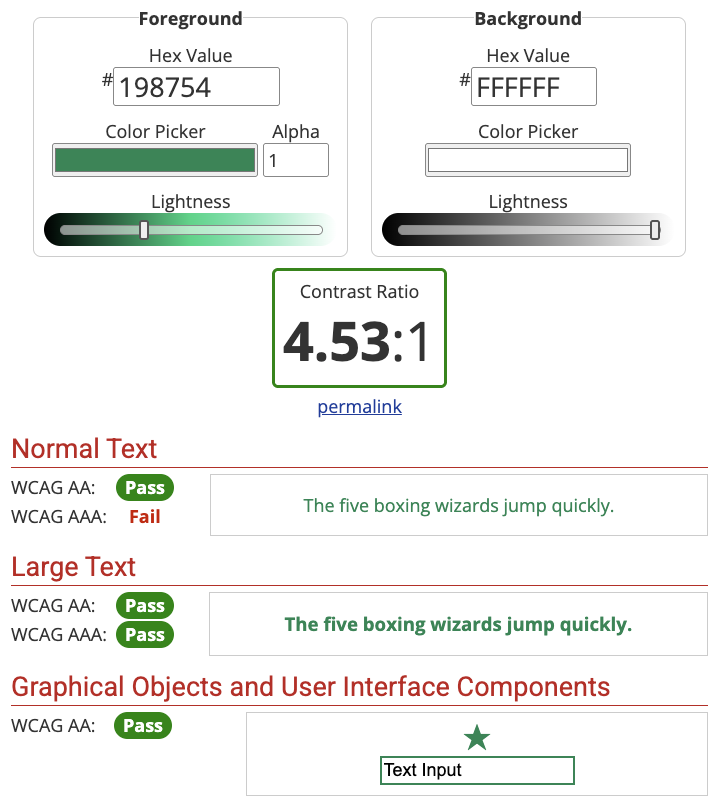 Foreground
Background
Hex Value
Hex Value
#198754
#FFFFFF
Color Picker
Alpha
Color Picker
1
Lightness
Lightness
Contrast Ratio
4.53:1
permalink
Normal Text
WCAG AA: Pass
WCAG AAA: Fail
The five boxing wizards jump quickly.
Large Text
WCAG AA: Pass
WCAG AAA: Pass
The five boxing wizards jump quickly.
Graphical Objects and User Interface Components
WCAG AA: Pass
Text Input